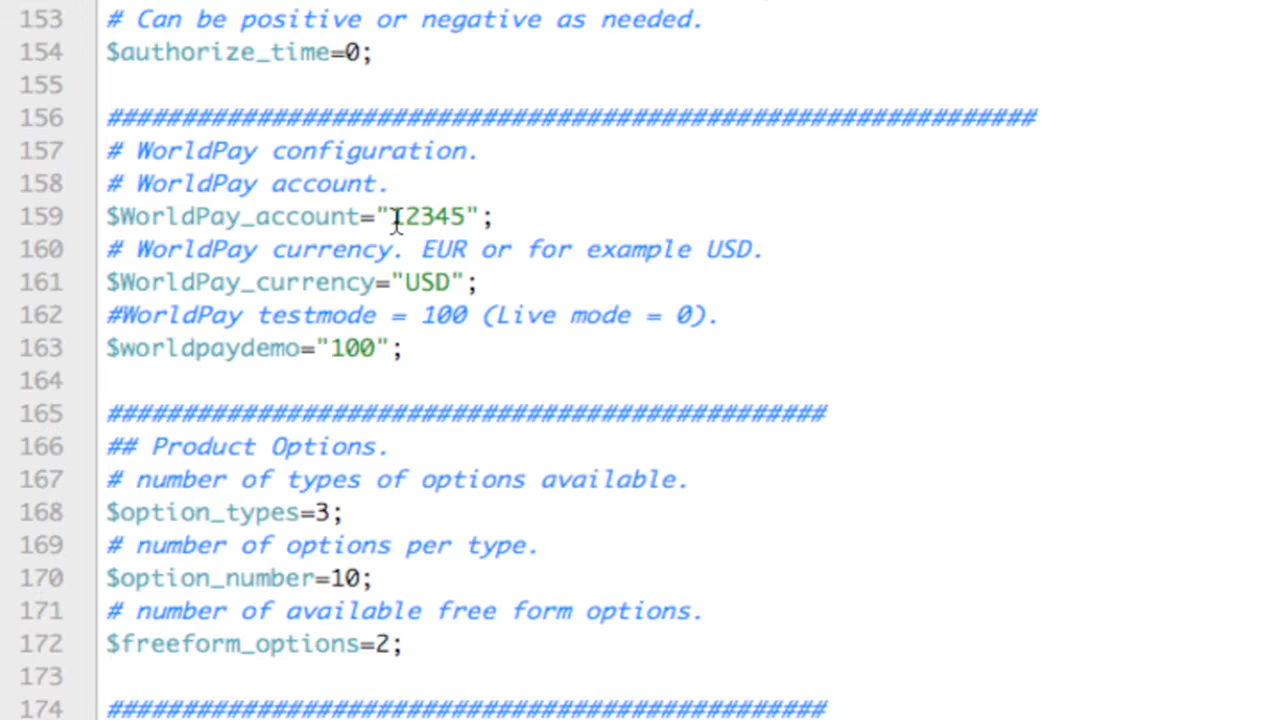 153 # Can be positive or negative as needed.
154 $authorize_time=0;
155
156 ##############################################################
157 # WorldPay configuration.
158 # WorldPay account.
159 $WorldPay_account="12345";
160 # WorldPay currency. EUR or for example USD.
161 $WorldPay_currency="USD";
162 #WorldPay testmode = 100 (Live mode = 0).
163 $worldpaydemo="100";
164
165 ################################################
166 ## Product Options.
167 # number of types of options available.
168 $option_types=3;
169 # number of options per type.
170 $option_number=10;
171 # number of available free form options.
172 $freeform_options=2;
173
174 ################################################